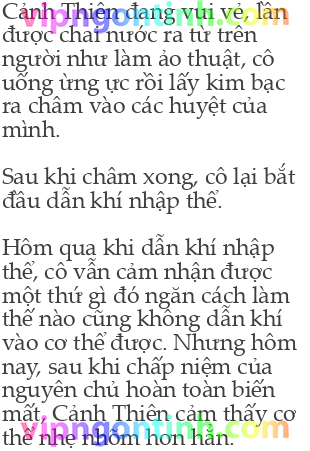 Cảnh Thiên đang vui vẻ, lần
được chai nước ra từ trên
người như làm ảo thuật, cô
uống ừng ực rồi lấy kim bạc
ra châm vào các huyệt của
mình.
Sau khi châm xong, cô lại bắt
đầu dẫn khí nhập thể.
Hôm qua khi dẫn khí nhập
thể, cô vẫn cảm nhận được
một thứ gì đó ngăn cách làm
thế nào cũng không dẫn khí
vào cơ thể được. Nhưng hôm
nay, sau khi chấp niệm của
nguyên chủ hoàn toàn biến
mất, Cảnh Thiên cảm thấy cơ
thể nhẹ nhõm hơn hẳn.
vipngontinh.com
vipngontinh.com